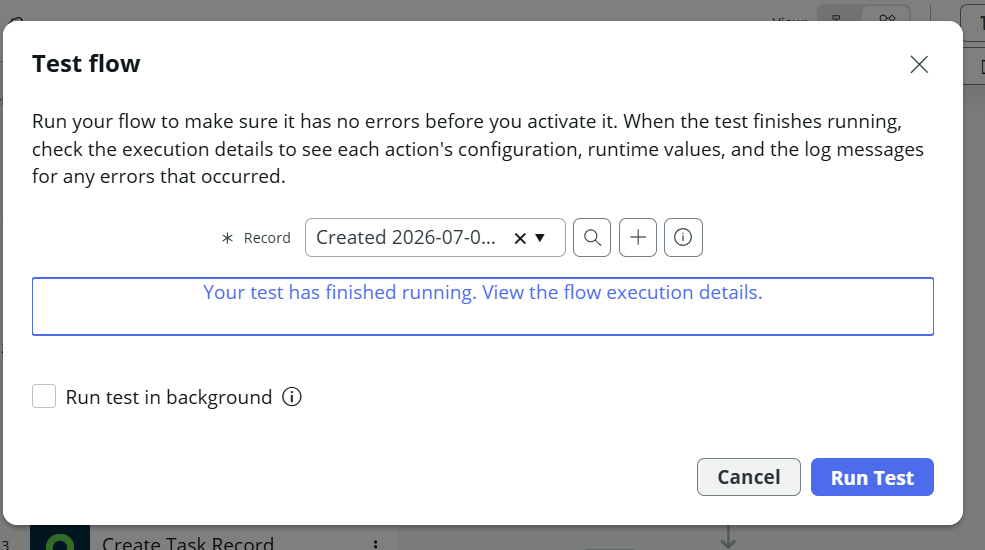 Test flow
Run your flow to make sure it has no errors before you activate it. When the test finishes running,
check the execution details to see each action's configuration, runtime values, and the log messages
for any errors that occurred.
* Record Created 2026-07-0...
Your test has finished running. View the flow execution details.
Run test in background
Cancel Run Test
3 Create Task Record